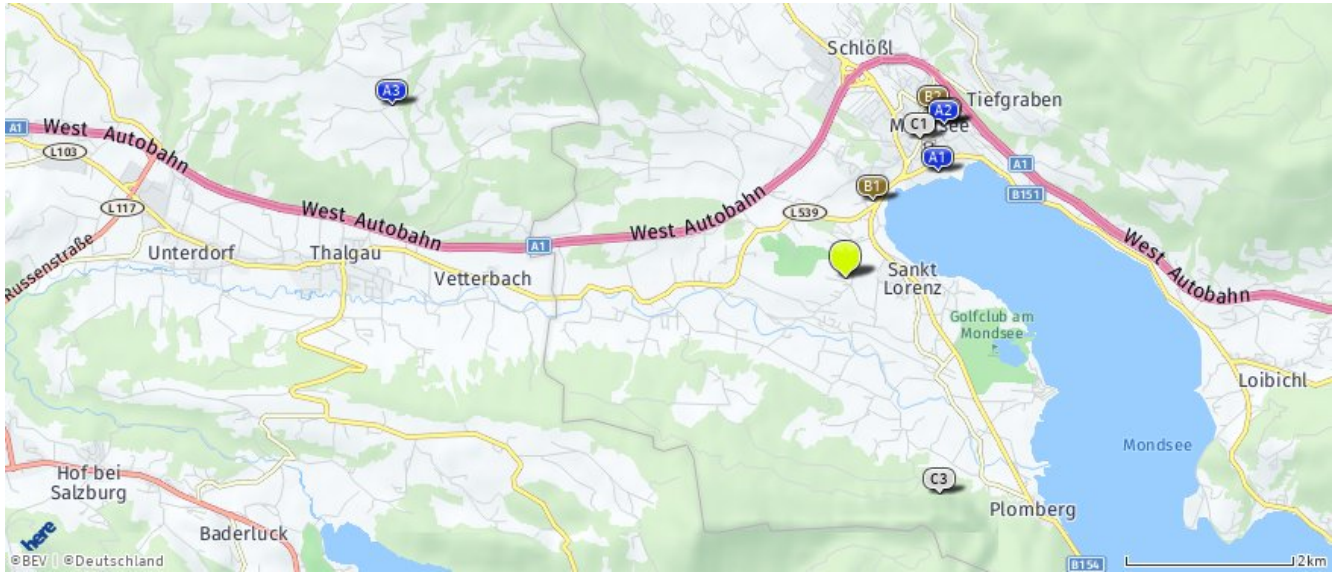 Schlößl
A3
B2
Tiefgraben
A2
C1
A1
West Autobahn
L103
A1
A1
B1
B151
L117
West Autobahn
West Autobahn
L539
West Autobahn
Russenstraße
Unterdorf
Thalgau
A1
Vetterbach
Sankt
Lorenz
Golfclub am
Mondsee
Loibichl
Mondsee
Hof bei
Salzburg
C3
Plomberg
Baderluck
here
©BEV | ©Deutschland
B154
2km